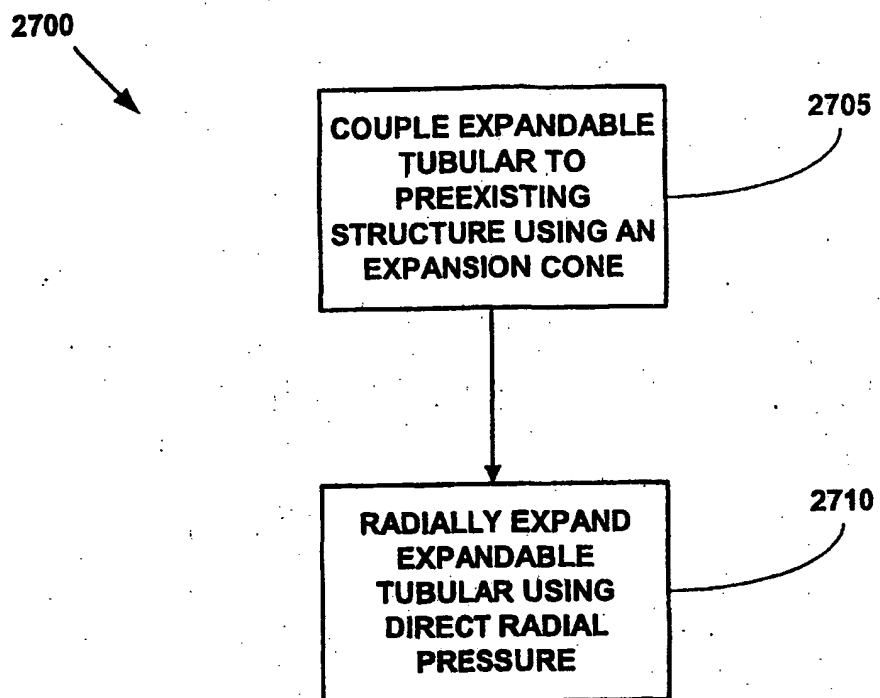 2700
2705
COUPLE EXPANDABLE
TUBULAR TO
PREEXISTING
STRUCTURE USING AN
EXPANSION CONE
2710
RADIALLY EXPAND
EXPANDABLE
TUBULAR USING
DIRECT RADIAL
PRESSURE